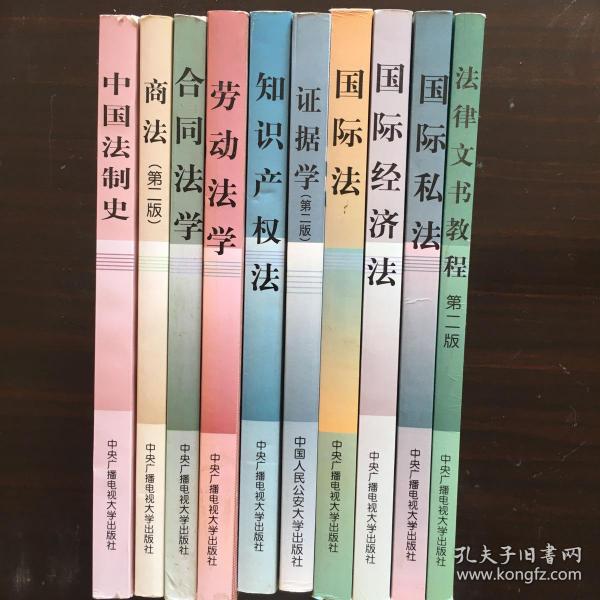 中国法制史
中央广播电视大学出版社
商法(第二版)
中央广播电视大学出版社
合同法学
中央广播电视大学出版社
劳动法学
中央广播电视大学出版社
知识产权法
中央广播电视大学出版社
证据学(第二版)
中国人民公安大学出版社
国际法
中央广播电视大学出版社
国际经济法
中央广播电视大学出版社
国际私法
中央广播电视大学出版社
法律文书教程 第二版
中央广播电视大学出版社
孔夫子旧书网
www.kongfz.com